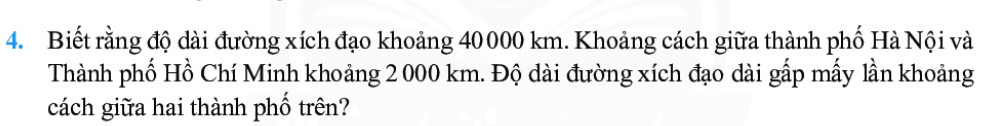 4. Biết rằng độ dài đường xích đạo khoảng 40 000 km. Khoảng cách giữa thành phố Hà Nội và
Thành phố Hồ Chí Minh khoảng 2 000 km. Độ dài đường xích đạo dài gấp mấy lần khoảng
cách giữa hai thành phố trên?